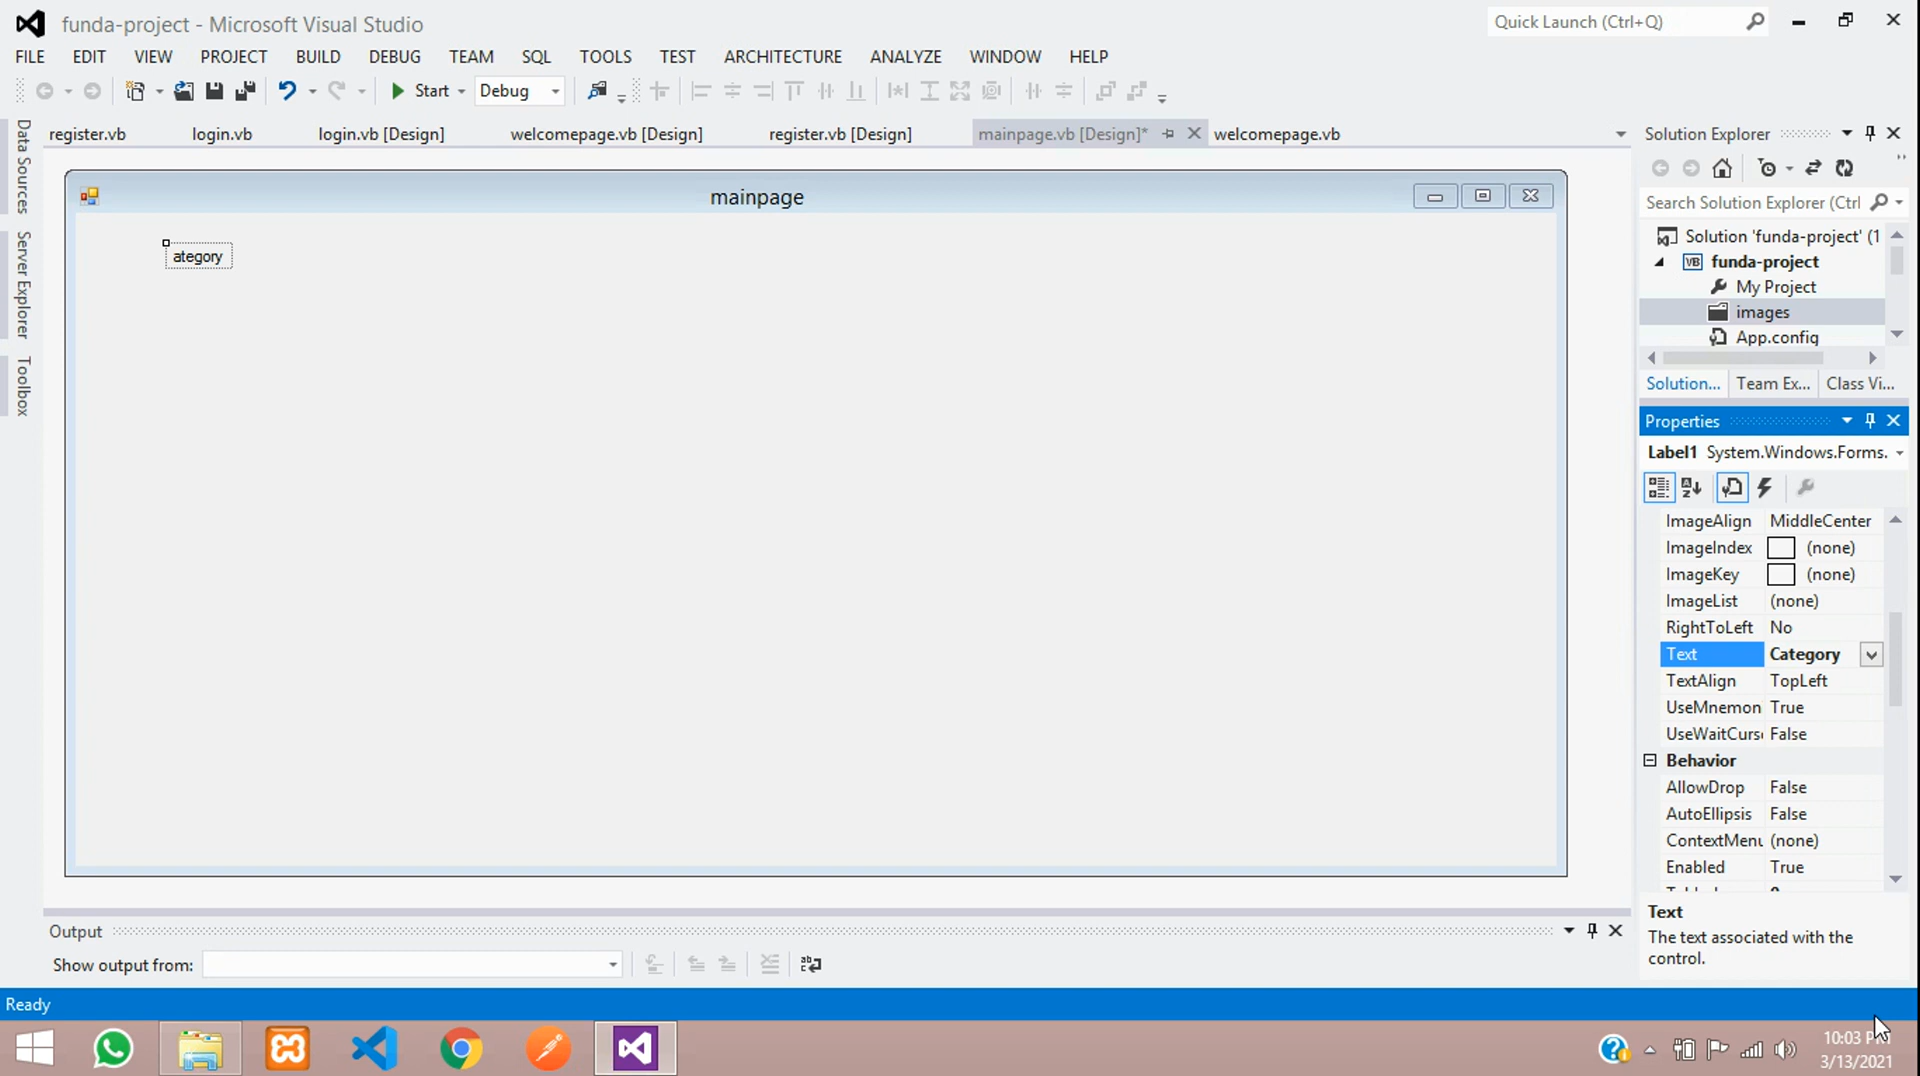 funda-project - Microsoft Visual Studio
Quick Launch (Ctrl+Q)
FILE EDIT VIEW PROJECT BUILD DEBUG TEAM SQL TOOLS TEST ARCHITECTURE ANALYZE WINDOW HELP
Start Debug
register.vb login.vb login.vb [Design] welcomepage.vb [Design] register.vb [Design] mainpage.vb [Design]* welcomepage.vb
Data Sources
Server Explorer
Toolbox
mainpage
ategory
Solution Explorer
Search Solution Explorer (Ctrl
Solution 'funda-project' (1
VB funda-project
My Project
images
App.config
Solution... Team Ex... Class Vi...
Properties
Label1 System.Windows.Forms.
ImageAlign MiddleCenter
ImageIndex (none)
ImageKey (none)
ImageList (none)
RightToLeft No
Text Category
TextAlign TopLeft
UseMnemon True
UseWaitCurs False
Behavior
AllowDrop False
AutoEllipsis False
ContextMenu (none)
Enabled True
Text
The text associated with the
control.
Output
Show output from:
Ready
10:03 PM
3/13/2021